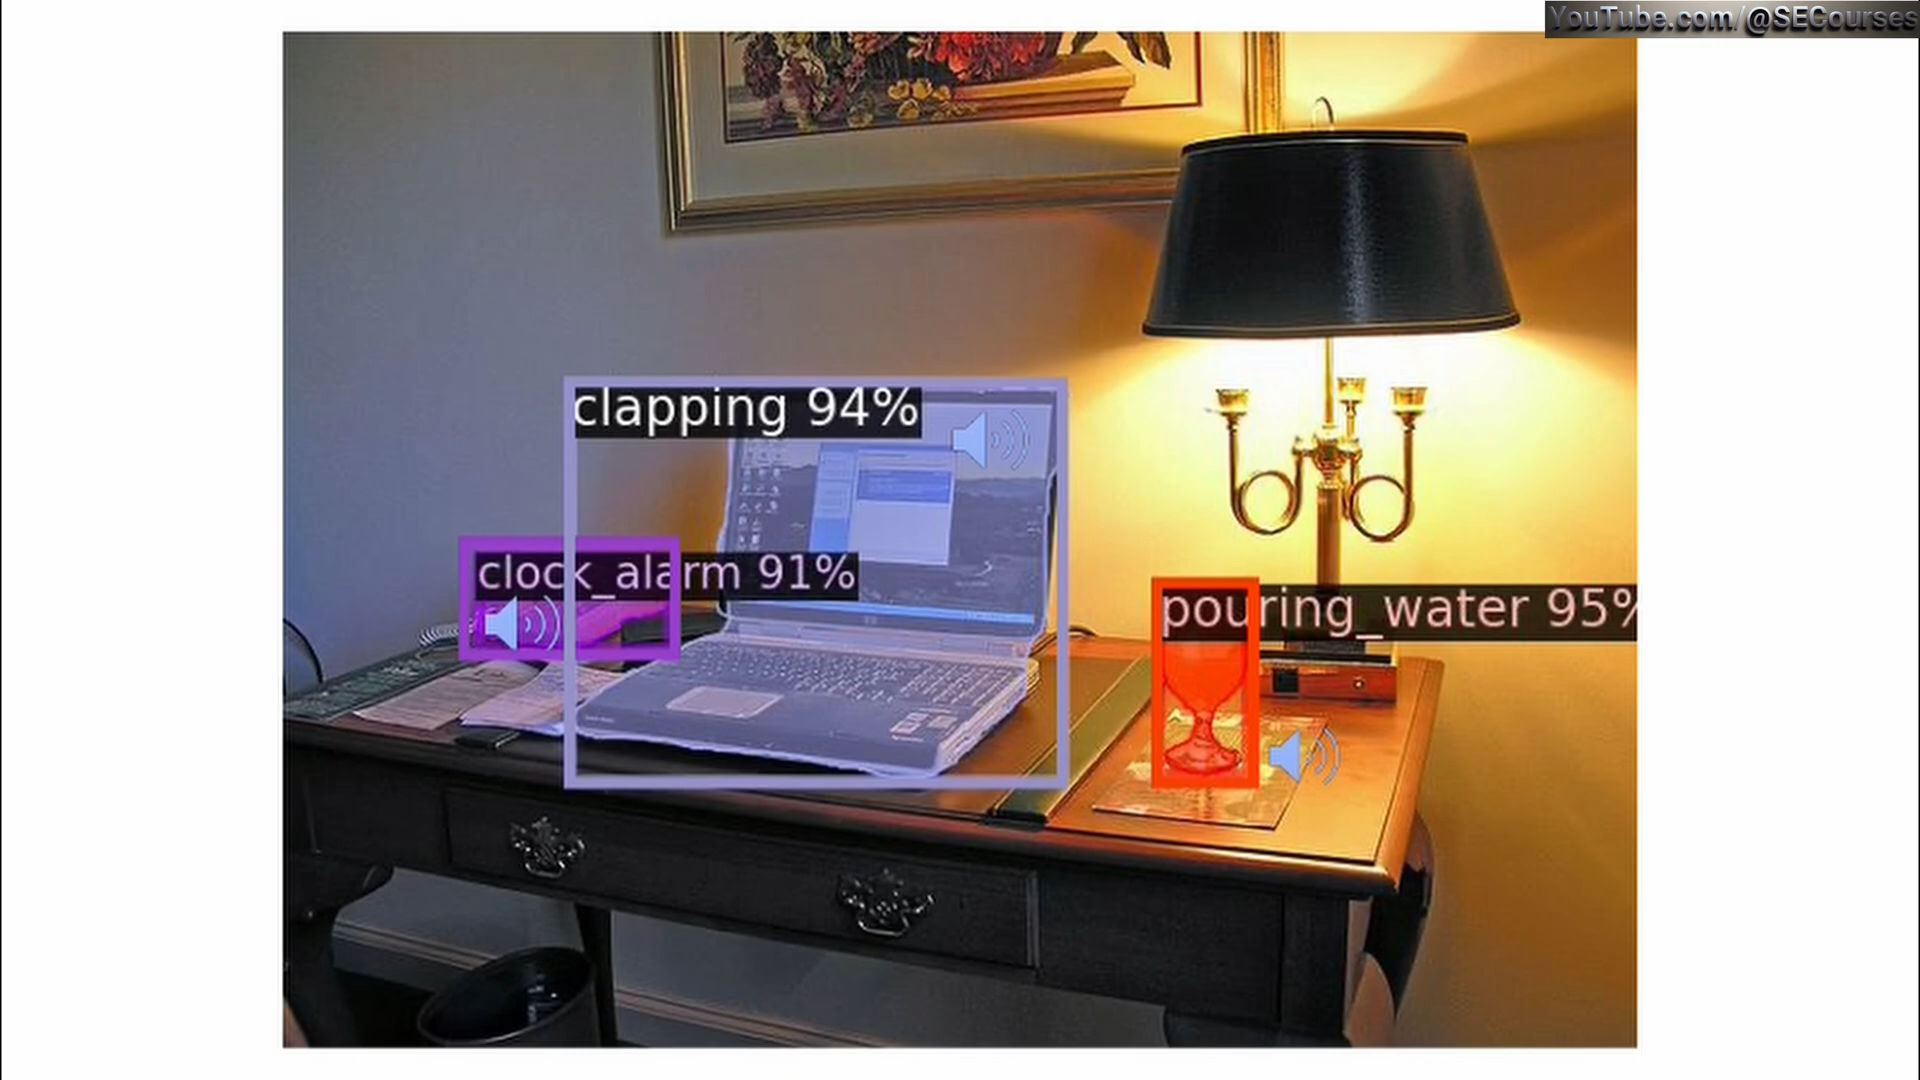 YouTube.com/@SECourses
clapping 94%
clock_alarm 91%
pouring_water 95%